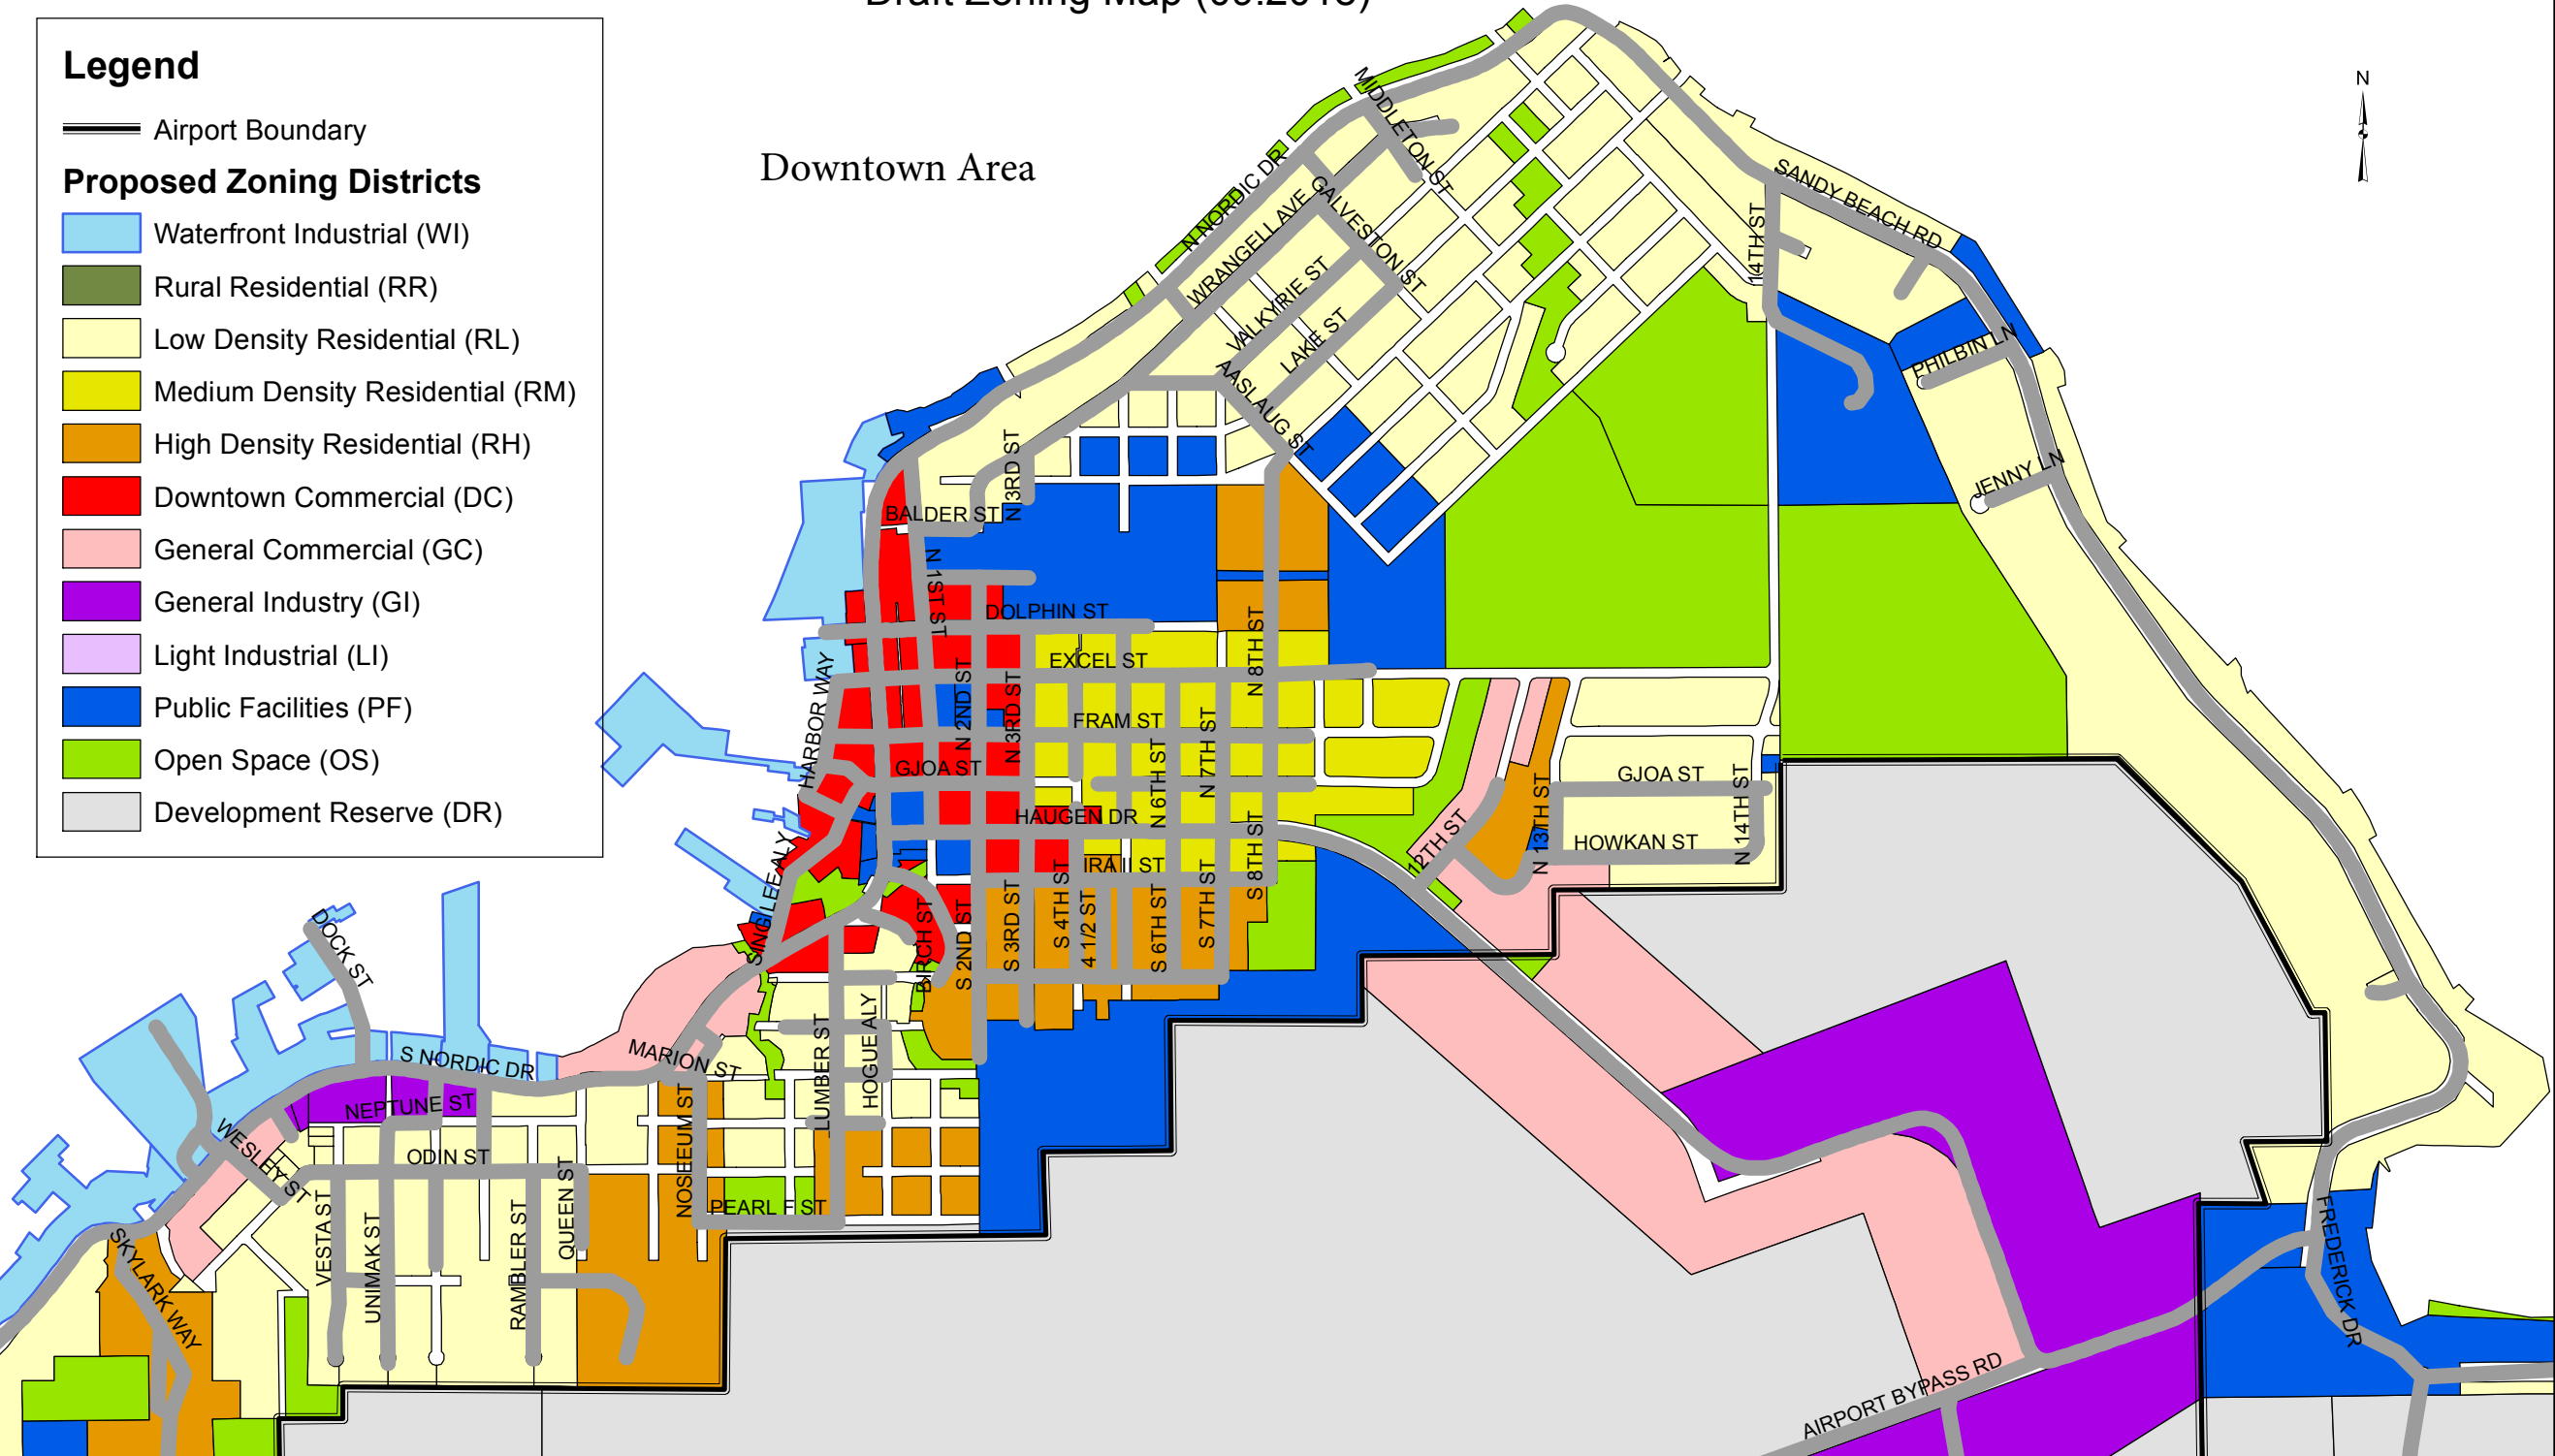 Legend
Airport Boundary
Proposed Zoning Districts
Waterfront Industrial (WI)
Rural Residential (RR)
Low Density Residential (RL)
Medium Density Residential (RM)
High Density Residential (RH)
Downtown Commercial (DC)
General Commercial (GC)
General Industry (GI)
Light Industrial (LI)
Public Facilities (PF)
Open Space (OS)
Development Reserve (DR)
Downtown Area
N
MIDDLETON ST
N NORDIC DR
GALVESTON ST
WRANGELL AVE
SANDY BEACH RD
14TH ST
VALKYRIE ST
LAKE ST
AASLAUG ST
PHILBIN LN
JENNY LN
N 3RD ST
BALDER ST
N 1ST ST
DOLPHIN ST
EXCEL ST
N 8TH ST
HARBOR WAY
N 2ND ST
N 3RD ST
FRAM ST
N 7TH ST
N 6TH ST
GJOA ST
GJOA ST
HAUGEN DR
N 13TH ST
N 14TH ST
HOWKAN ST
12TH ST
SING LEE ALY
S 8TH ST
S 4TH ST
S 7TH ST
S 3RD ST
4 1/2 ST
S 6TH ST
S 2ND ST
BIRCH ST
DOCK ST
S NORDIC DR
MARION ST
LUMBER ST
HOGUE ALY
NEPTUNE ST
NOSEEUM ST
WESLEY ST
ODIN ST
QUEEN ST
VESTA ST
UNIMAK ST
RAMBLER ST
SKYLARK WAY
FREDERICK DR
AIRPORT BYPASS RD